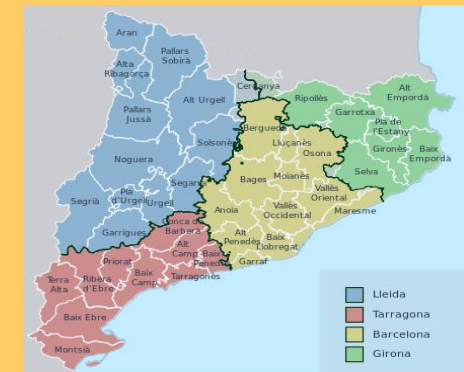 Aran
Pallars
Sobirà
Alta
Ribagorça
Cerdanya
Alt Urgell
Pallars
Jussà
Ripollès
Alt
Empordà
Garrotxa
Pla de
l'Estany
Berguedà
Solsonès
Lluçanès
Osona
Gironès
Baix
Empordà
Noguera
Selva
Bages
Moianès
Segarra
Vallès
Oriental
Segrià
Pla
d'Urgell
Urgell
Anoia
Vallès
Occidental
Maresme
Garrigues
Conca de
Barberà
Alt
Penedès
Baix
Llobregat
Alt
Camp
Baix
Penedès
Garraf
Priorat
Terra
Alta
Ribera
d'Ebre
Baix
Camp
Tarragonès
Baix Ebre
Montsià
Lleida
Tarragona
Barcelona
Girona